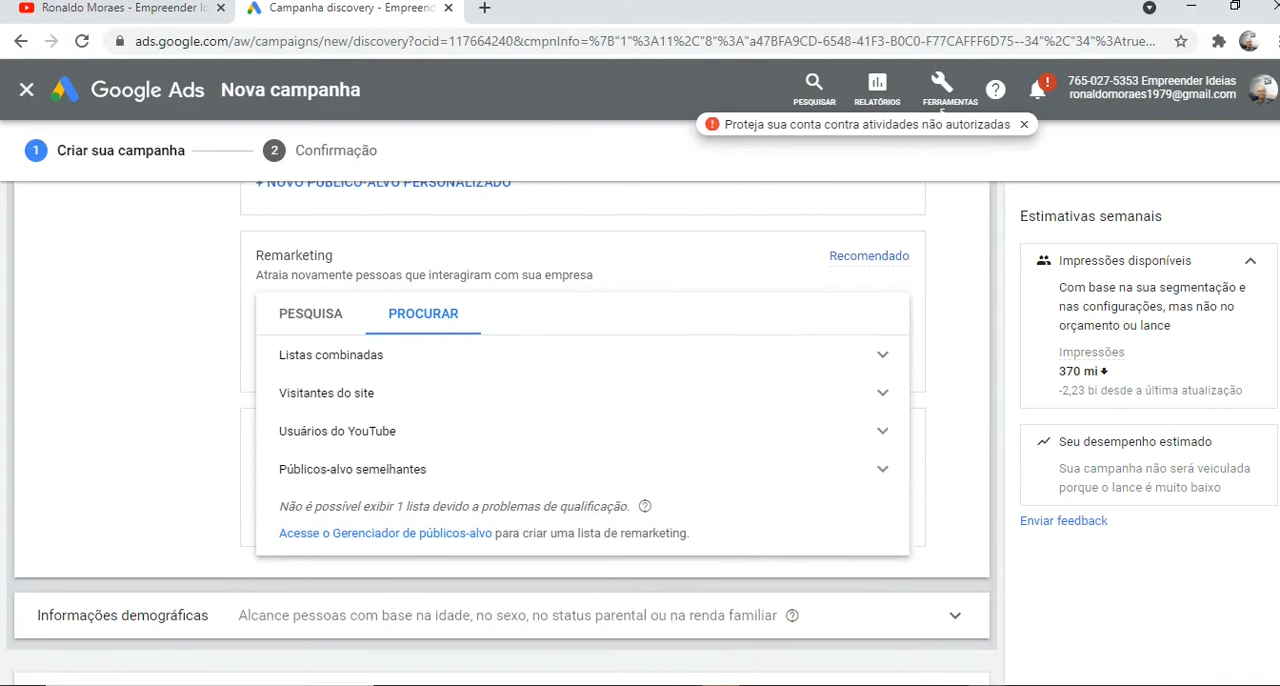 Ronaldo Moraes - Empreender Id
Campanha discovery - Empreend
ads.google.com/aw/campaigns/new/discovery?ocid=117664240&cmpnInfo=%7B"1"%3A11%2C"8"%3A"a47BFA9CD-6548-41F3-B0C0-F77CAFFF6D75--34"%2C"34"%3Atrue...
Google Ads Nova campanha
PESQUISAR
RELATÓRIOS
FERRAMENTAS
E
765-027-5353 Empreender Ideias
ronaldomoraes1979@gmail.com
Proteja sua conta contra atividades não autorizadas
1 Criar sua campanha
2 Confirmação
+ NOVO PÚBLICO-ALVO PERSONALIZADO
Remarketing
Recomendado
Atraia novamente pessoas que interagiram com sua empresa
PESQUISA
PROCURAR
Listas combinadas
Visitantes do site
Usuários do YouTube
Públicos-alvo semelhantes
Não é possível exibir 1 lista devido a problemas de qualificação.
Acesse o Gerenciador de públicos-alvo para criar uma lista de remarketing.
Informações demográficas
Alcance pessoas com base na idade, no sexo, no status parental ou na renda familiar
Estimativas semanais
Impressões disponíveis
Com base na sua segmentação e
nas configurações, mas não no
orçamento ou lance
Impressões
370 mi
-2,23 bi desde a última atualização
Seu desempenho estimado
Sua campanha não será veiculada
porque o lance é muito baixo
Enviar feedback